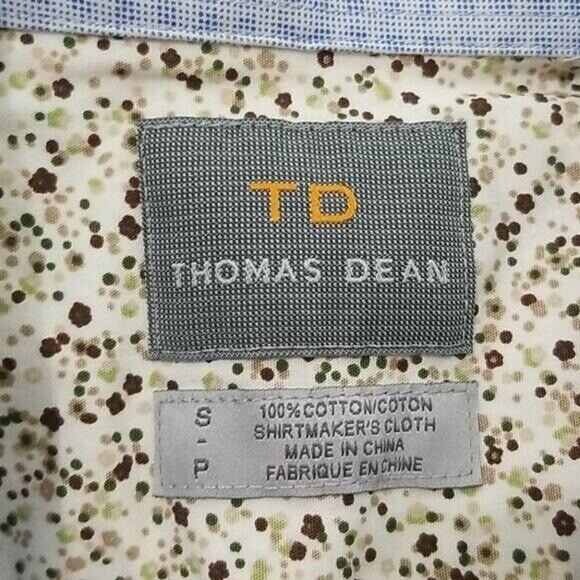 TD
THOMAS DEAN
S
-
P
100% COTTON/COTON
SHIRTMAKER'S CLOTH
MADE IN CHINA
FABRIQUE EN CHINE